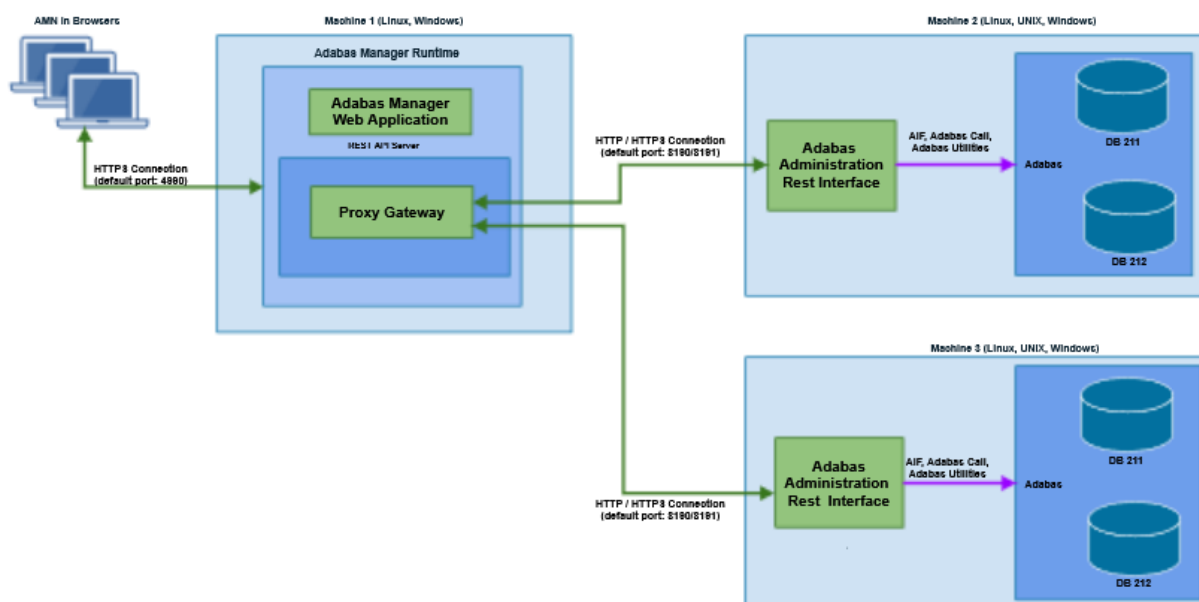 AMN in Browsers
HTTPS Connection
(default port: 4990)
Machine 1 (Linux, Windows)
Adabas Manager Runtime
Adabas Manager
Web Application
REST API Server
Proxy Gateway
HTTP / HTTPS Connection
(default port: 8190/8191)
HTTP / HTTPS Connection
(default port: 8190/8191)
Machine 2 (Linux, UNIX, Windows)
Adabas
Administration
Rest Interface
AIF, Adabas Call,
Adabas Utilities
Adabas
DB 211
DB 212
Machine 3 (Linux, UNIX, Windows)
Adabas
Administration
Rest Interface
AIF, Adabas Call,
Adabas Utilities
Adabas
DB 211
DB 212